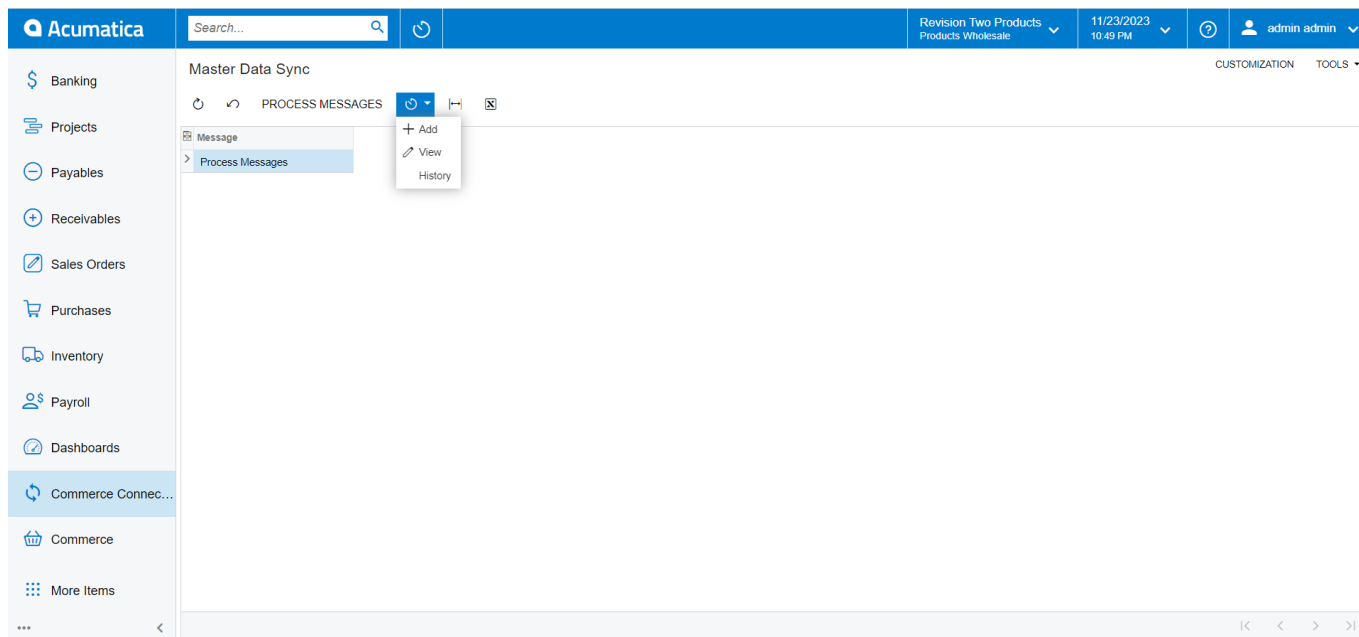 Acumatica
Search...
Revision Two Products
Products Wholesale
11/23/2023
10:49 PM
admin admin
Banking
Projects
Payables
Receivables
Sales Orders
Purchases
Inventory
Payroll
Dashboards
Commerce Connec...
Commerce
More Items
Master Data Sync
CUSTOMIZATION TOOLS
PROCESS MESSAGES
Add
View
History
Message
Process Messages